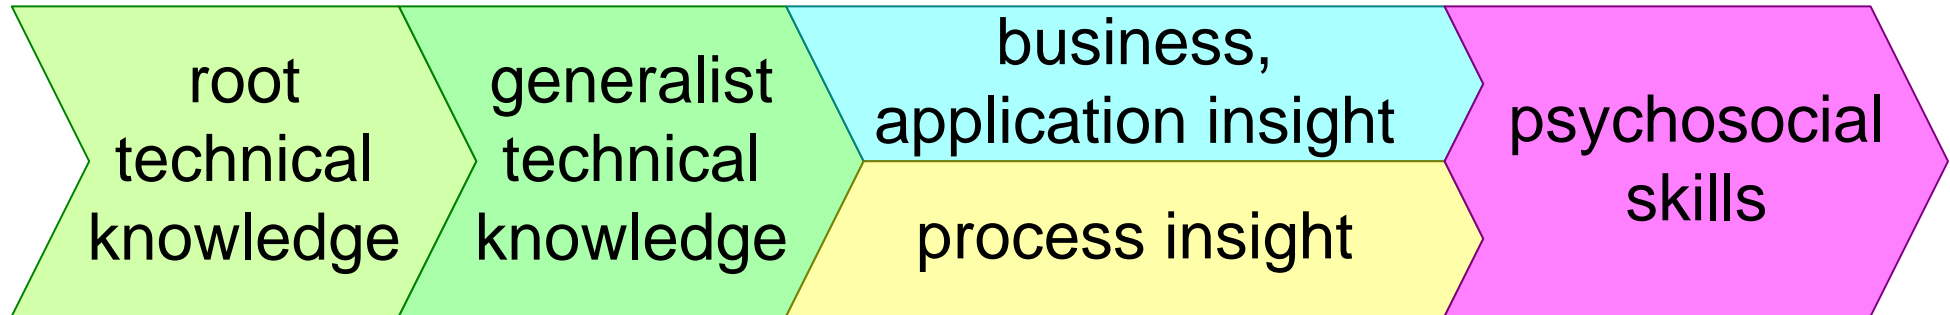 root
technical
knowledge
generalist
technical
knowledge
business,
application insight
process insight
psychosocial
skills